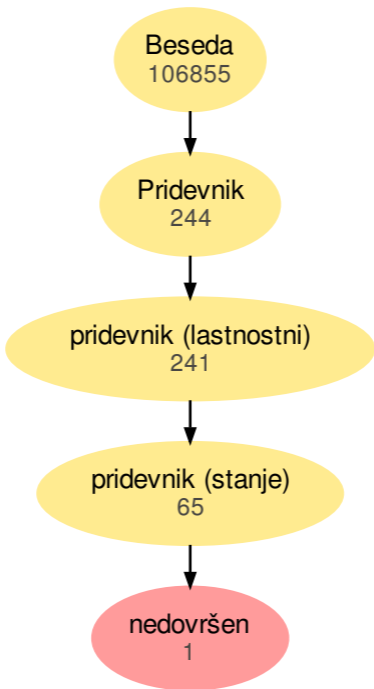 Beseda
106855
Pridevnik
244
pridevnik (lastnostni)
241
pridevnik (stanje)
65
nedovršen
1